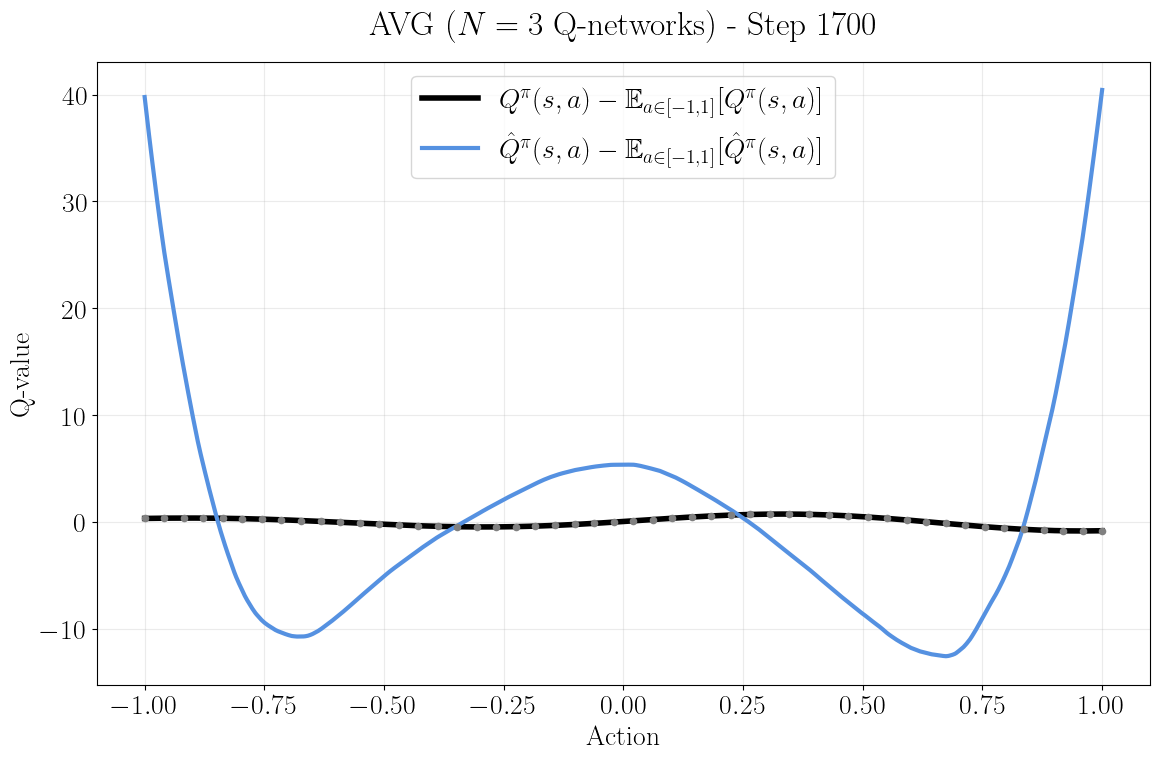 AVG (N = 3 Q-networks) - Step 1700
Q^π(s, a) − 𝔼_{a∈[−1,1]}[Q^π(s, a)]
Q̂^π(s, a) − 𝔼_{a∈[−1,1]}[Q̂^π(s, a)]
40
30
20
10
0
−10
Q-value
−1.00 −0.75 −0.50 −0.25 0.00 0.25 0.50 0.75 1.00
Action